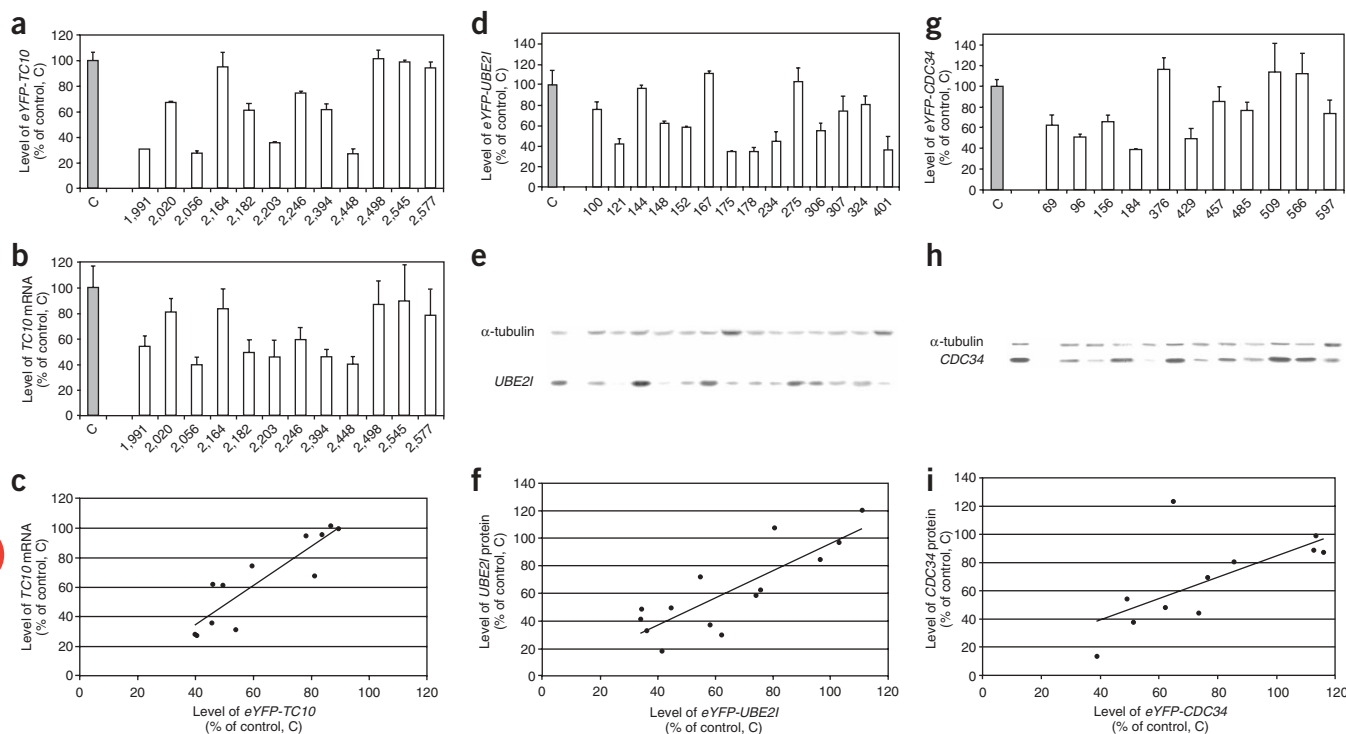 a
Level of eYFP-TC10
(% of control, C)
120
100
80
60
40
20
0
C
1,991
2,020
2,056
2,164
2,182
2,203
2,246
2,394
2,448
2,498
2,545
2,577
b
Level of TC10 mRNA
(% of control, C)
120
100
80
60
40
20
0
C
1,991
2,020
2,056
2,164
2,182
2,203
2,246
2,394
2,448
2,498
2,545
2,577
c
Level of TC10 mRNA
(% of control, C)
120
100
80
60
40
20
0
0 20 40 60 80 100 120
Level of eYFP-TC10
(% of control, C)
d
Level of eYFP-UBE2I
(% of control, C)
140
120
100
80
60
40
20
0
C
100
121
144
148
152
167
175
178
234
275
306
307
324
401
e
α-tubulin
UBE2I
f
Level of UBE2I protein
(% of control, C)
140
120
100
80
60
40
20
0
0 20 40 60 80 100 120
Level of eYFP-UBE2I
(% of control, C)
g
Level of eYFP-CDC34
(% of control, C)
140
120
100
80
60
40
20
0
C
69
96
156
184
376
429
457
485
509
566
597
h
α-tubulin
CDC34
i
Level of CDC34 protein
(% of control, C)
140
120
100
80
60
40
20
0
0 20 40 60 80 100 120
Level of eYFP-CDC34
(% of control, C)